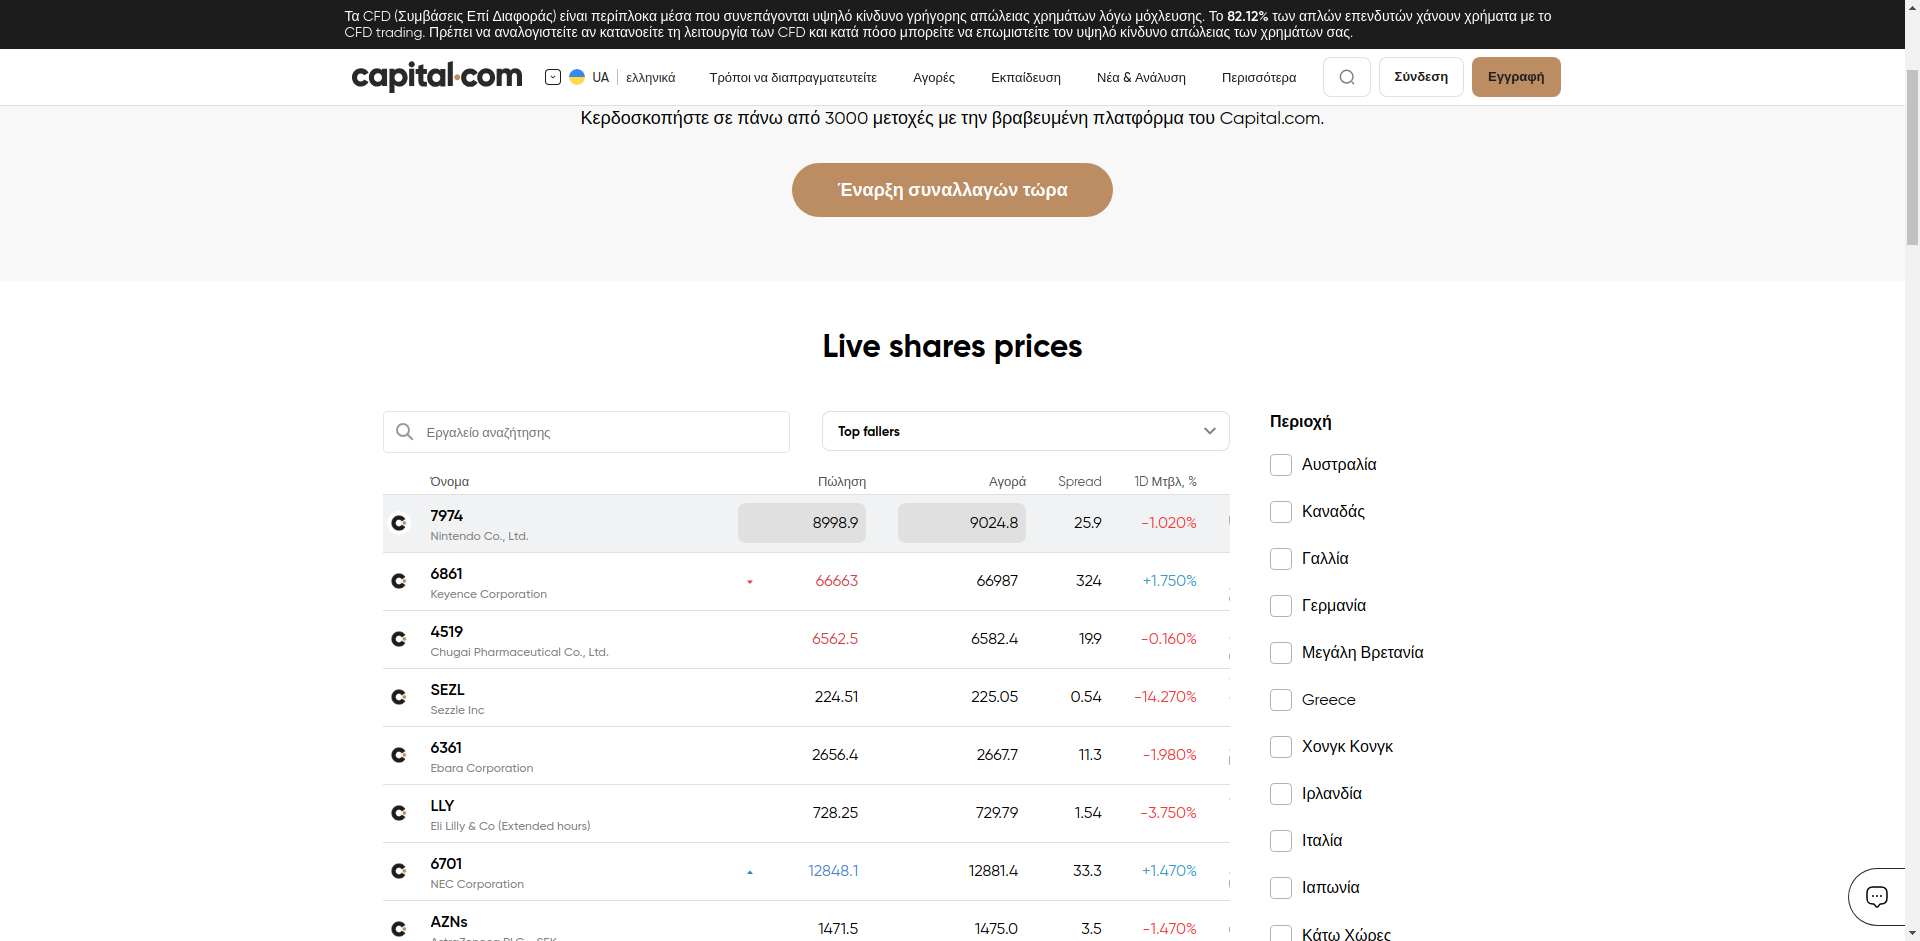 Τα CFD (Συμβάσεις Επί Διαφοράς) είναι περίπλοκα μέσα που συνεπάγονται υψηλό κίνδυνο γρήγορης απώλειας χρημάτων λόγω μόχλευσης. Το 82.12% των απλών επενδυτών χάνουν χρήματα με το
CFD trading. Πρέπει να αναλογιστείτε αν κατανοείτε τη λειτουργία των CFD και κατά πόσο μπορείτε να επωμιστείτε τον υψηλό κίνδυνο απώλειας των χρημάτων σας.
capital.com UA ελληνικά Τρόποι να διαπραγματευτείτε Αγορές Εκπαίδευση Νέα & Ανάλυση Περισσότερα Σύνδεση Εγγραφή
Κερδοσκοπήστε σε πάνω από 3000 μετοχές με την βραβευμένη πλατφόρμα του Capital.com.
Έναρξη συναλλαγών τώρα
Live shares prices
Εργαλείο αναζήτησης
Top fallers
Όνομα Πώληση Αγορά Spread 1D Μτβλ, %
7974 8998.9 9024.8 25.9 -1.020%
Nintendo Co., Ltd.
6861 66663 66987 324 +1.750%
Keyence Corporation
4519 6562.5 6582.4 19.9 -0.160%
Chugai Pharmaceutical Co., Ltd.
SEZL 224.51 225.05 0.54 -14.270%
Sezzle Inc
6361 2656.4 2667.7 11.3 -1.980%
Ebara Corporation
LLY 728.25 729.79 1.54 -3.750%
Eli Lilly & Co (Extended hours)
6701 12848.1 12881.4 33.3 +1.470%
NEC Corporation
AZNs 1471.5 1475.0 3.5 -1.470%
Περιοχή
Αυστραλία
Καναδάς
Γαλλία
Γερμανία
Μεγάλη Βρετανία
Greece
Χονγκ Κονγκ
Ιρλανδία
Ιταλία
Ιαπωνία
Κάτω Χώρες